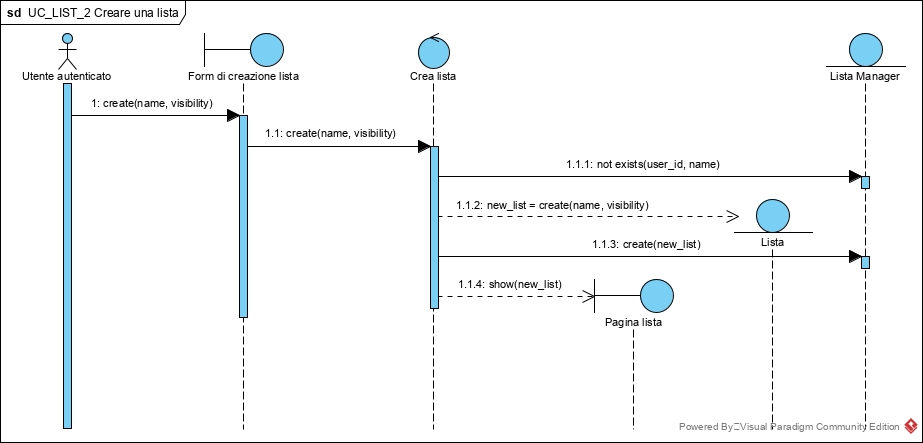 sd UC_LIST_2 Creare una lista
Utente autenticato
Form di creazione lista
Crea lista
Lista Manager
1: create(name, visibility)
1.1: create(name, visibility)
1.1.1: not exists(user_id, name)
1.1.2: new_list = create(name, visibility)
Lista
1.1.3: create(new_list)
1.1.4: show(new_list)
Pagina lista
Powered By Visual Paradigm Community Edition